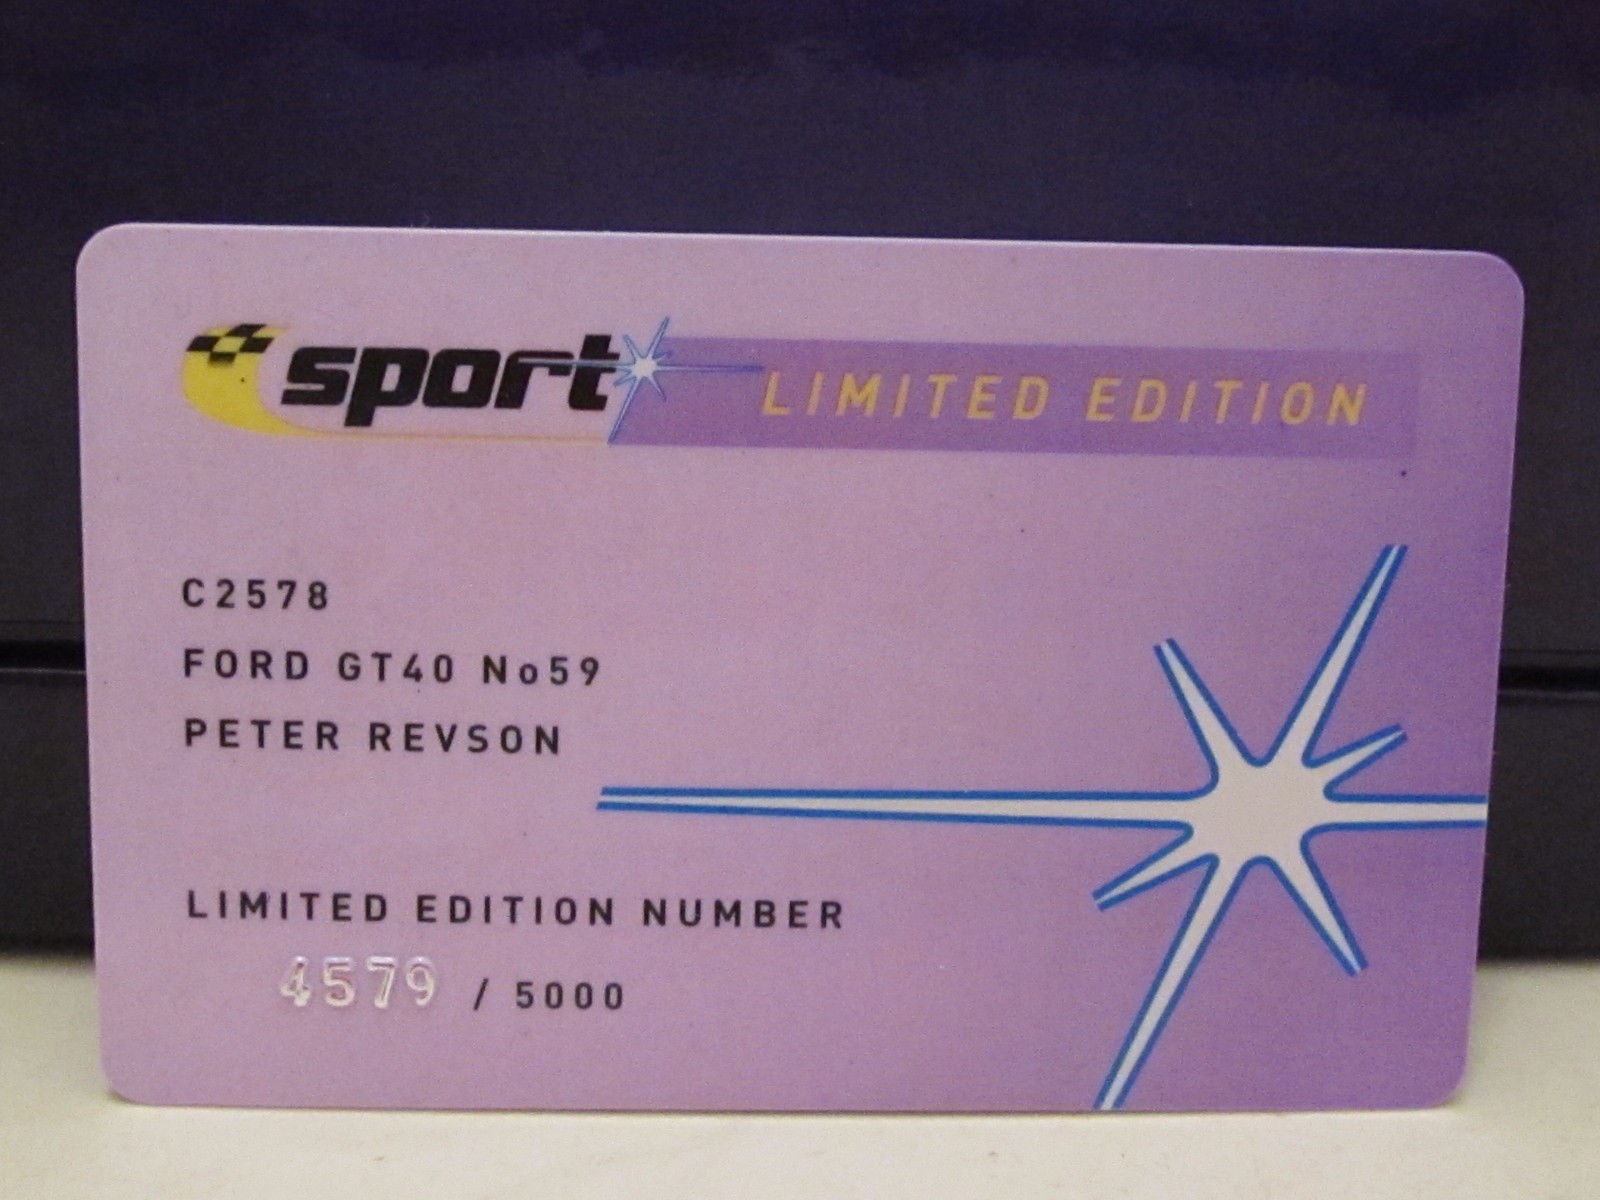 sport LIMITED EDITION
C2578
FORD GT40 No59
PETER REVSON
LIMITED EDITION NUMBER
4579 / 5000